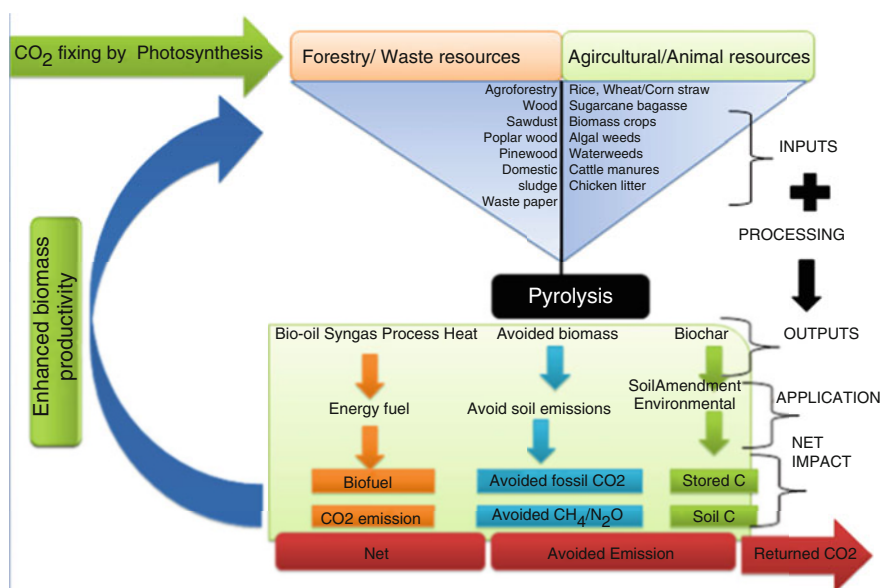 CO2 fixing by Photosynthesis
Forestry/ Waste resources
Agircultural/Animal resources
Agroforestry
Wood
Sawdust
Poplar wood
Pinewood
Domestic
sludge
Waste paper
Rice, Wheat/Corn straw
Sugarcane bagasse
Biomass crops
Algal weeds
Waterweeds
Cattle manures
Chicken litter
INPUTS
PROCESSING
Enhanced biomass
productivity
Pyrolysis
Bio-oil Syngas Process Heat
Avoided biomass
Biochar
OUTPUTS
Energy fuel
Avoid soil emissions
SoilAmendment
Environmental
APPLICATION
NET
IMPACT
Biofuel
Avoided fossil CO2
Stored C
CO2 emission
Avoided CH4/N2O
Soil C
Net
Avoided Emission
Returned CO2